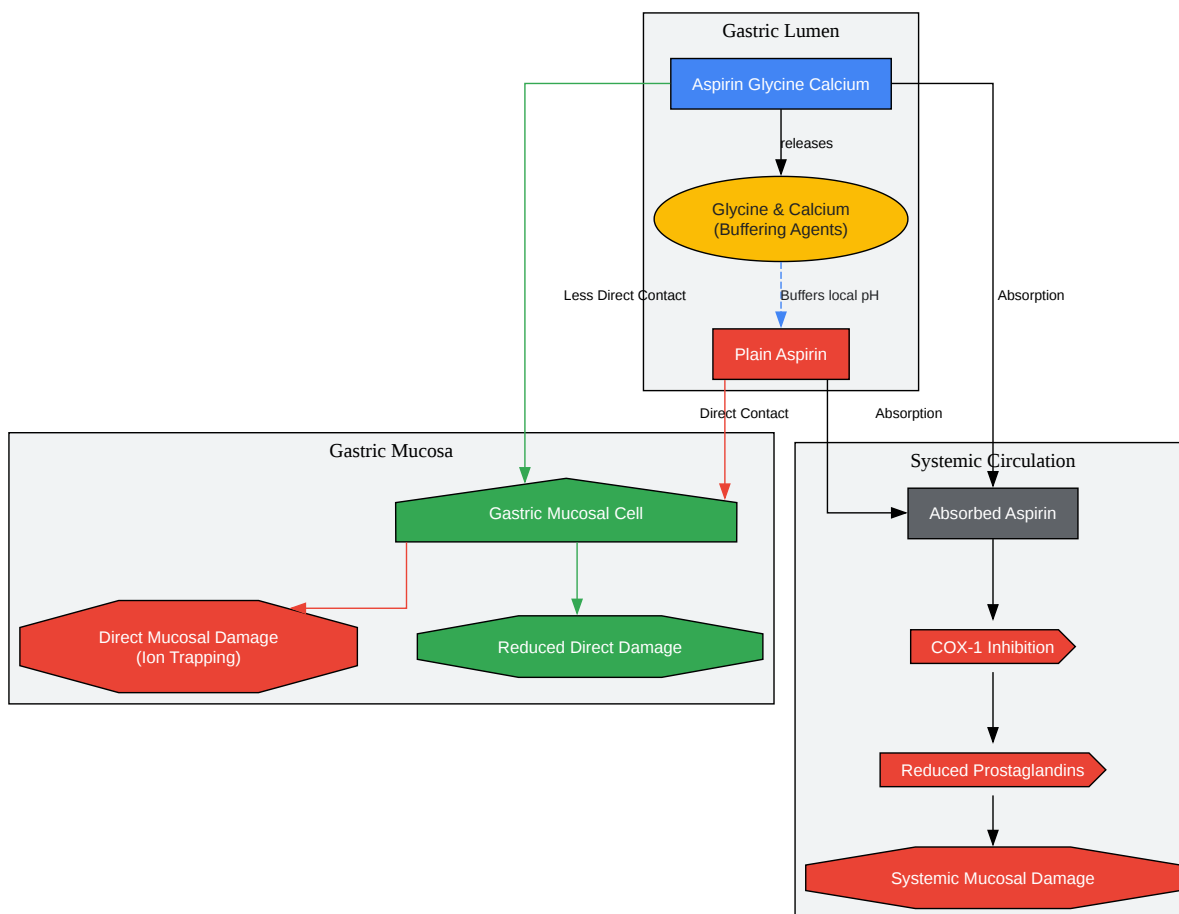 Gastric Lumen
Aspirin Glycine Calcium
releases
Glycine & Calcium
(Buffering Agents)
Less Direct Contact
Buffers local pH
Absorption
Plain Aspirin
Direct Contact
Absorption
Gastric Mucosa
Systemic Circulation
Gastric Mucosal Cell
Absorbed Aspirin
Direct Mucosal Damage
(Ion Trapping)
Reduced Direct Damage
COX-1 Inhibition
Reduced Prostaglandins
Systemic Mucosal Damage